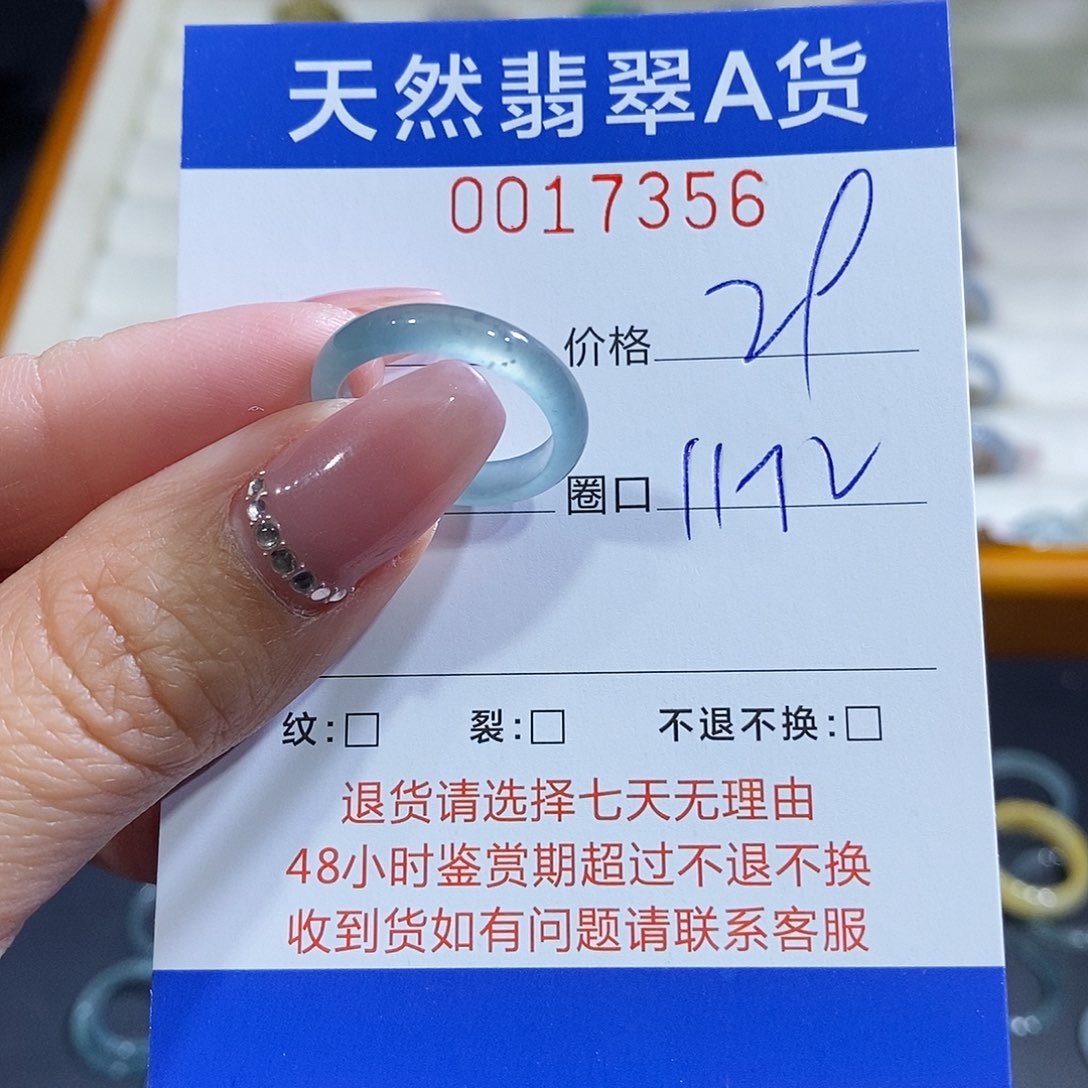 天然翡翠A货
0017356
价格
圈口
纹:□ 裂:□ 不退不换:□
退货请选择七天无理由
48小时鉴赏期超过不退不换
收到货如有问题请联系客服